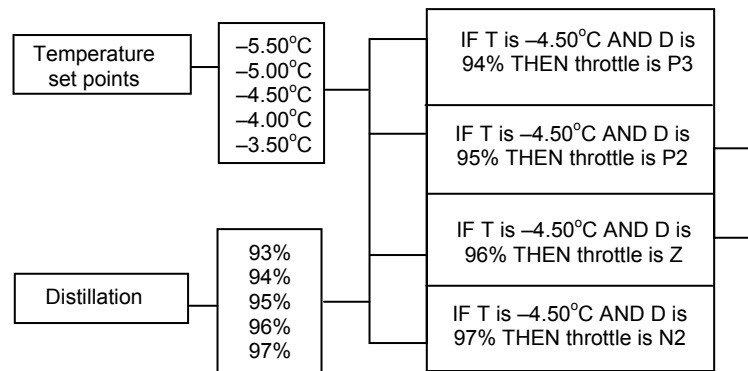 Temperature
set points
–5.50°C
–5.00°C
–4.50°C
–4.00°C
–3.50°C
IF T is –4.50°C AND D is
94% THEN throttle is P3
IF T is –4.50°C AND D is
95% THEN throttle is P2
Distillation
93%
94%
95%
96%
97%
IF T is –4.50°C AND D is
96% THEN throttle is Z
IF T is –4.50°C AND D is
97% THEN throttle is N2